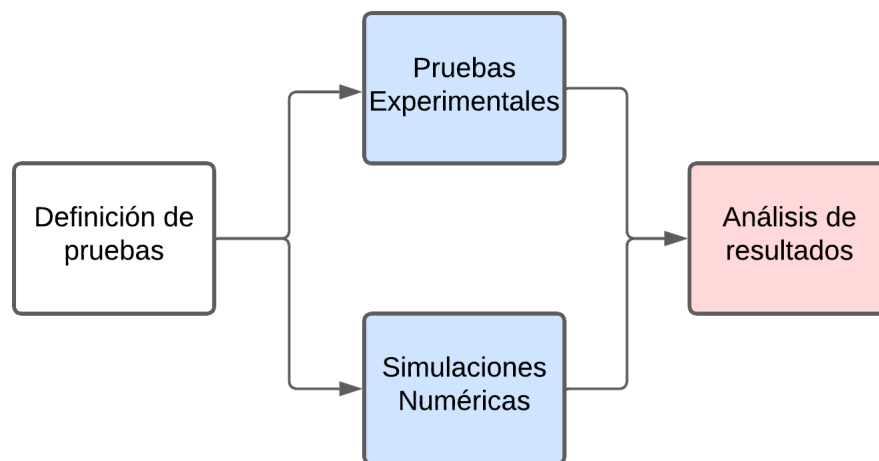 Definición de
pruebas
Pruebas
Experimentales
Simulaciones
Numéricas
Análisis de
resultados